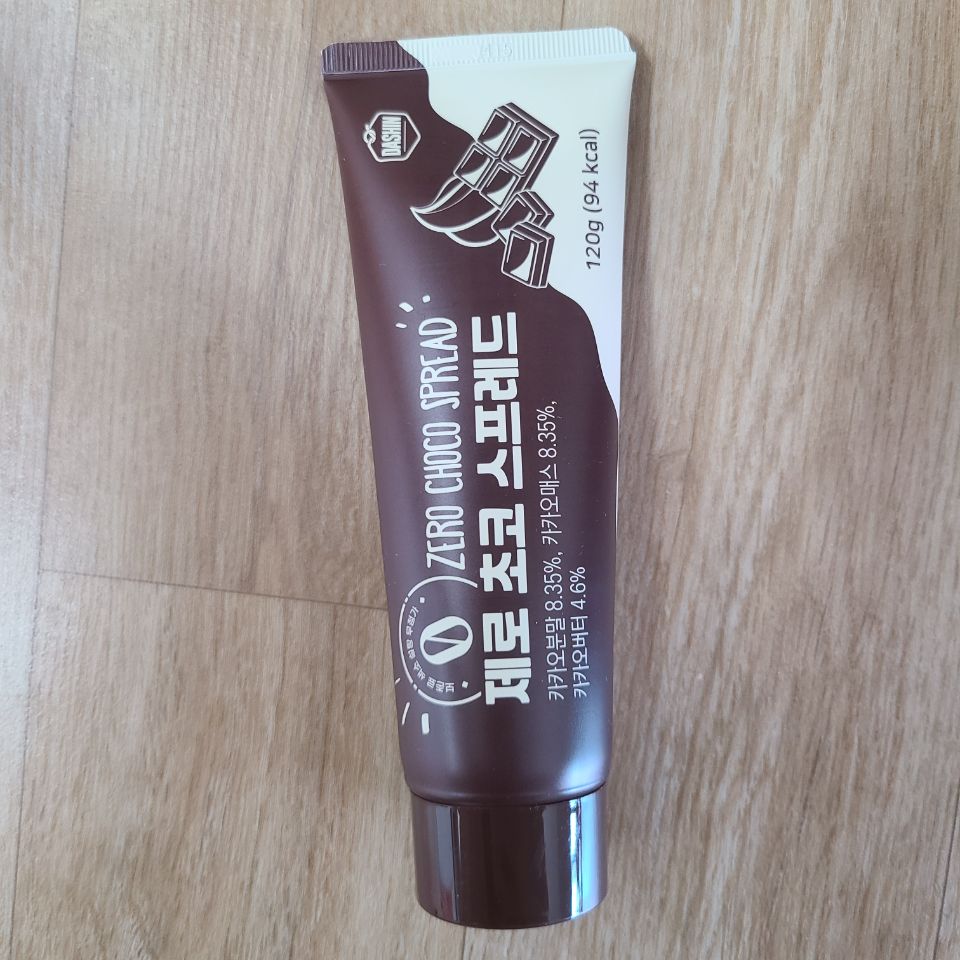 DASHIN
120g (94 kcal)
ZERO CHOCO SPREAD
제로 초코 스프레드
카카오분말 8.35%, 카카오매스 8.35%,
카카오버터 4.6%
0